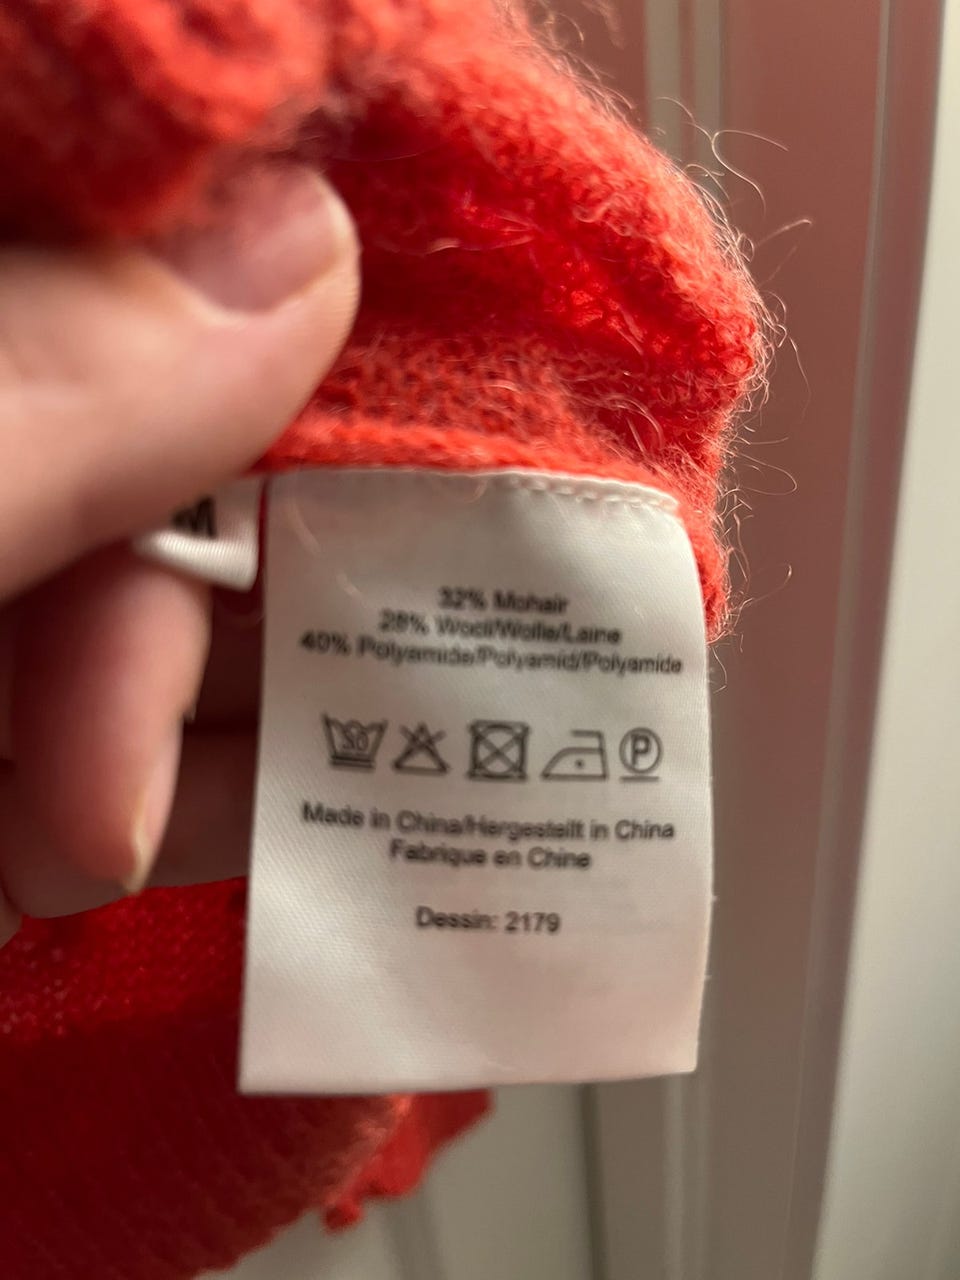 M
32% Mohair
28% Wool/Wolle/Laine
40% Polyamide/Polyamid/Polyamide
30
P
Made in China/Hergestellt in China
Fabrique en Chine
Dessin: 2179